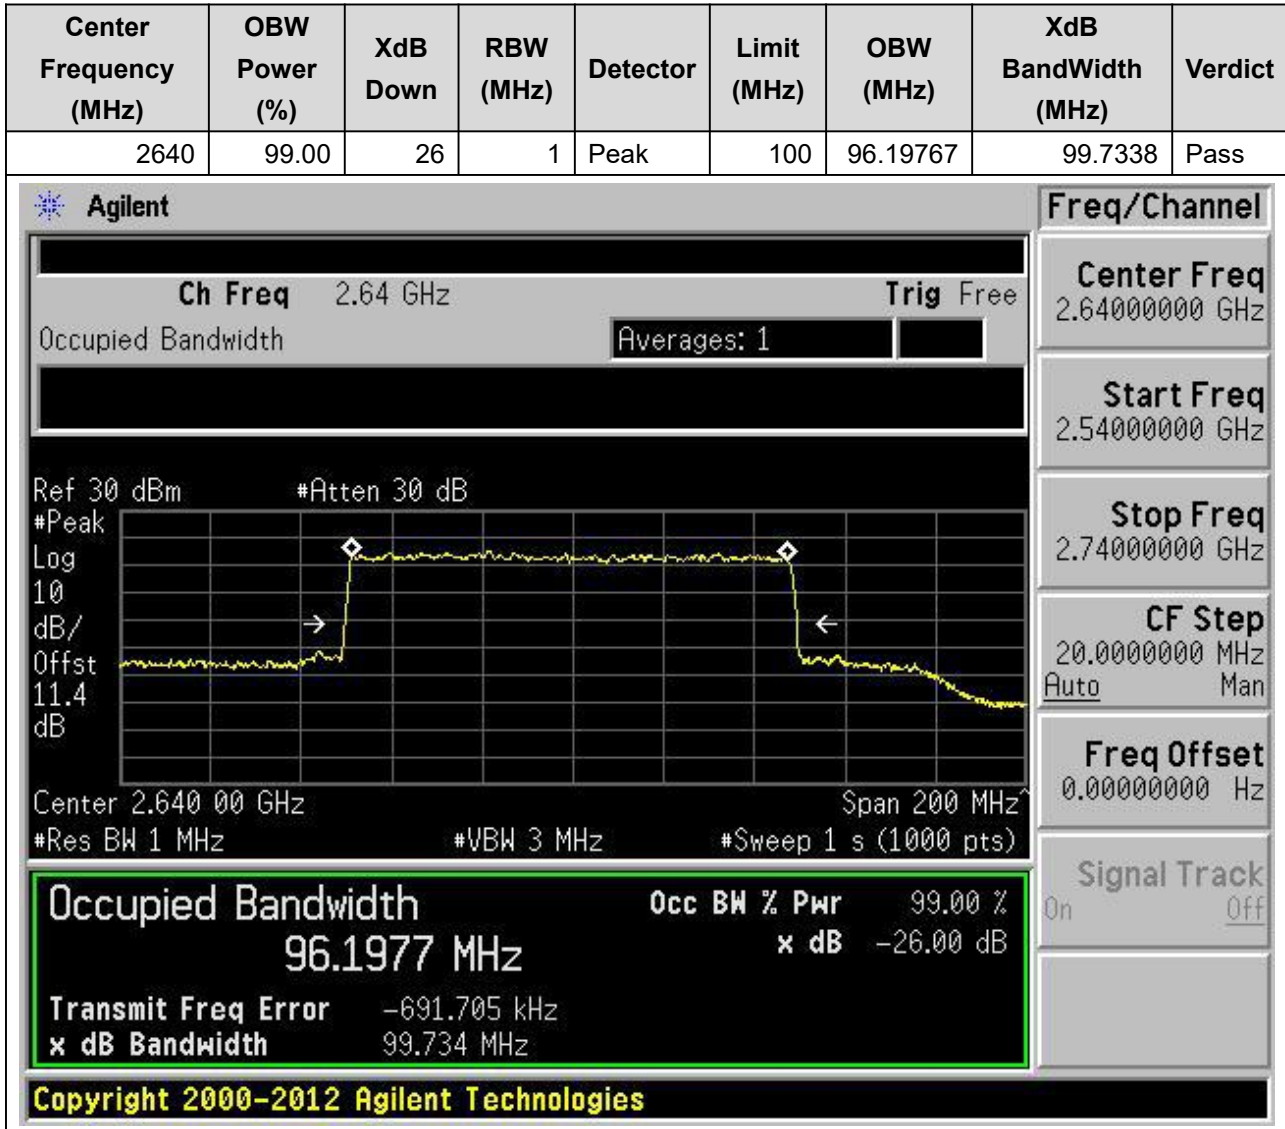 Center Frequency (MHz) OBW Power (%) XdB Down RBW (MHz) Detector Limit (MHz) OBW (MHz) XdB BandWidth (MHz) Verdict
2640 99.00 26 1 Peak 100 96.19767 99.7338 Pass
Agilent
Freq/Channel
Ch Freq 2.64 GHz Trig Free
Occupied Bandwidth Averages: 1
Center Freq
2.64000000 GHz
Start Freq
2.54000000 GHz
Stop Freq
2.74000000 GHz
CF Step
20.0000000 MHz
Auto Man
Freq Offset
0.00000000 Hz
Signal Track
On Off
Ref 30 dBm #Atten 30 dB
#Peak
Log
10
dB/
Offst
11.4
dB
Center 2.640 00 GHz Span 200 MHz^
#Res BW 1 MHz #VBW 3 MHz #Sweep 1 s (1000 pts)
Occupied Bandwidth Occ BW % Pwr 99.00 %
96.1977 MHz x dB -26.00 dB
Transmit Freq Error -691.705 kHz
x dB Bandwidth 99.734 MHz
Copyright 2000-2012 Agilent Technologies